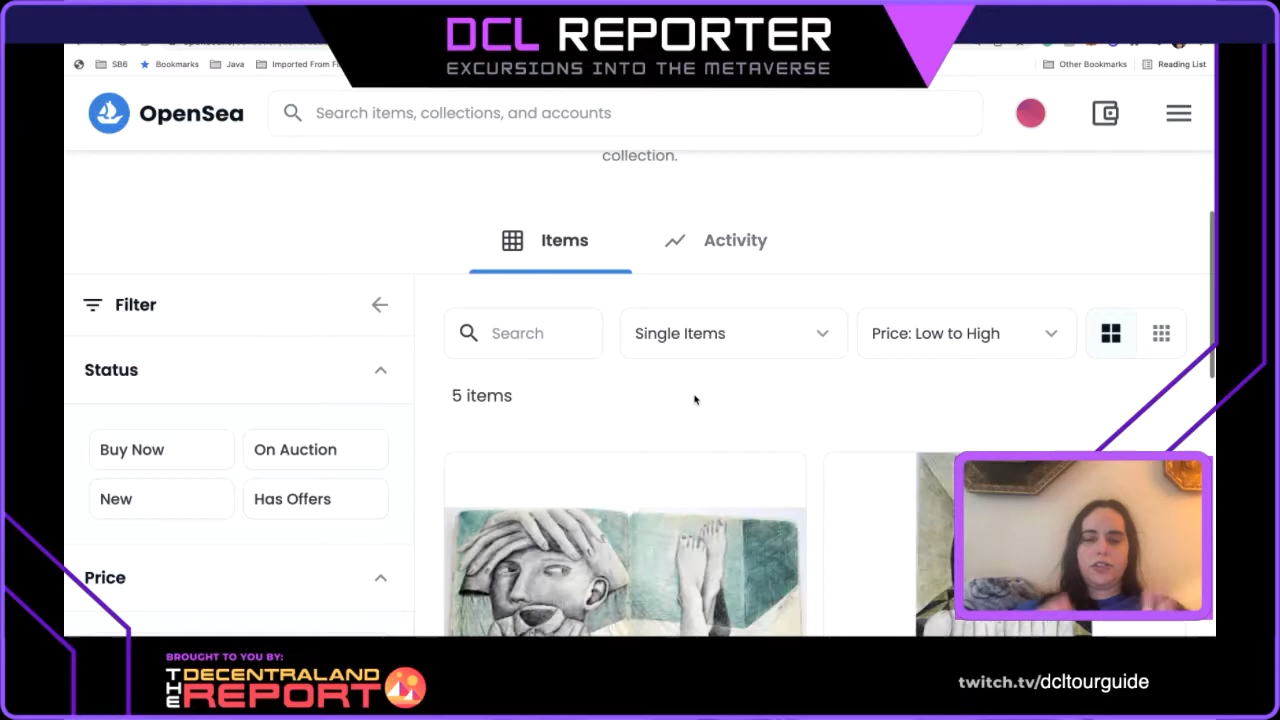 DCL REPORTER
EXCURSIONS INTO THE METAVERSE
SB6
Bookmarks
Java
Other Bookmarks
Reading List
OpenSea
Search items, collections, and accounts
collection.
Items
Activity
Filter
Search
Single Items
Price: Low to High
Status
5 items
Buy Now
On Auction
New
Has Offers
Price
BROUGHT TO YOU BY:
THE DECENTRALAND
REPORT
twitch.tv/dcltourguide